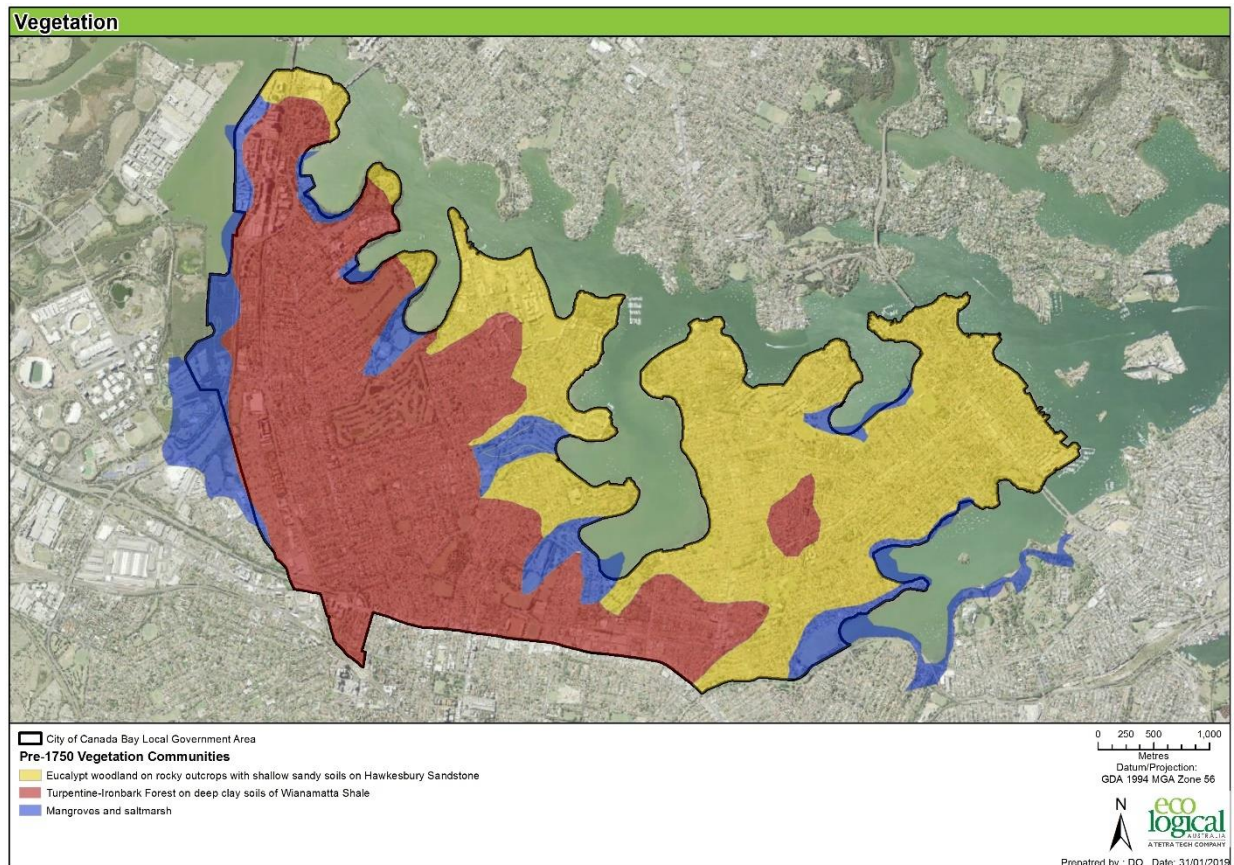 Vegetation
City of Canada Bay Local Government Area
Pre-1750 Vegetation Communities
Eucalypt woodland on rocky outcrops with shallow sandy soils on Hawkesbury Sandstone
Turpentine-Ironbark Forest on deep clay soils of Wianamatta Shale
Mangroves and saltmarsh
0 250 500 1,000
Metres
Datum/Projection:
GDA 1994 MGA Zone 56
N
eco
logical
AUSTRALIA
A TETRA TECH COMPANY
Prepatred by : DO Date: 31/01/2019